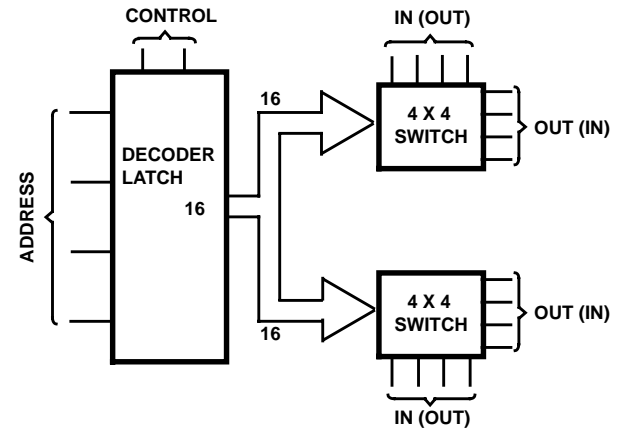 CONTROL
IN (OUT)
16
4 X 4
SWITCH
OUT (IN)
DECODER
LATCH
16
ADDRESS
4 X 4
SWITCH
OUT (IN)
16
IN (OUT)